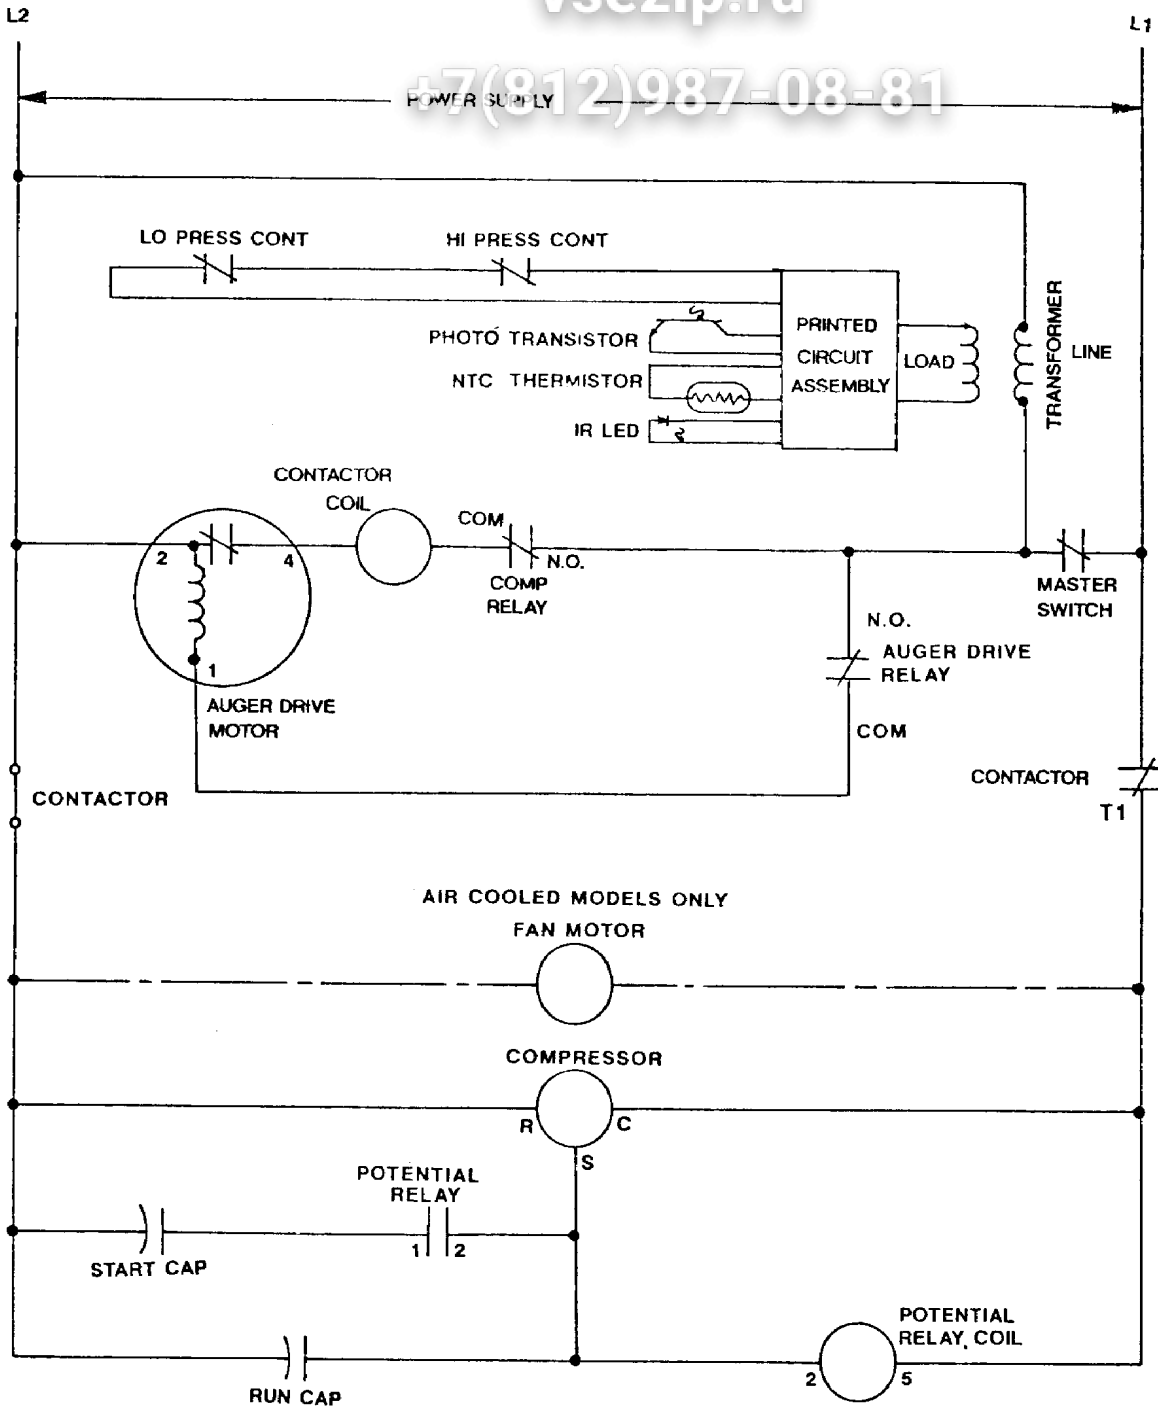 vsezip.ru
L2
L1
+7(812)987-08-81
POWER SUPPLY
LO PRESS CONT
HI PRESS CONT
PHOTO TRANSISTOR
NTC THERMISTOR
IR LED
PRINTED
CIRCUIT
ASSEMBLY
LOAD
TRANSFORMER
LINE
CONTACTOR
COIL
COM
N.O.
COMP
RELAY
2
4
1
AUGER DRIVE
MOTOR
MASTER
SWITCH
N.O.
AUGER DRIVE
RELAY
COM
CONTACTOR
CONTACTOR
T1
AIR COOLED MODELS ONLY
FAN MOTOR
COMPRESSOR
R
C
S
POTENTIAL
RELAY
1
2
START CAP
POTENTIAL
RELAY, COIL
2
5
RUN CAP